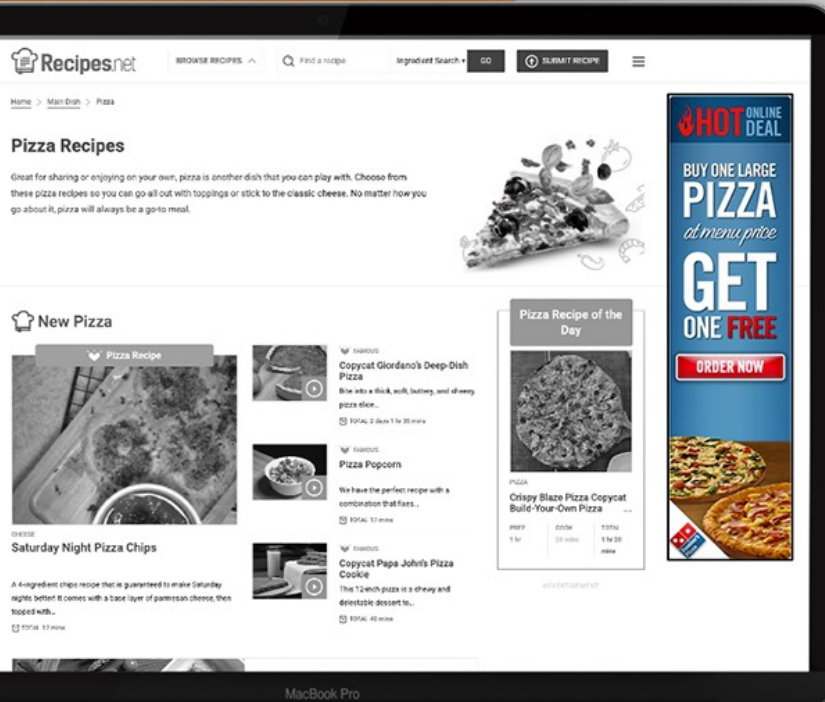 Recipes.net
BROWSE RECIPES
Find a recipe
Ingredient Search
GO
SUBMIT RECIPE
Home > Main Dish > Pizza
Pizza Recipes
Great for sharing or enjoying on your own, pizza is another dish that you can play with. Choose from
these pizza recipes so you can go all out with toppings or stick to the classic cheese. No matter how you
go about it, pizza will always be a go-to meal.
New Pizza
Pizza Recipe
CHEESE
Saturday Night Pizza Chips
A 4-ingredient chips recipe that is guaranteed to make Saturday
nights better! It comes with a base layer of parmesan cheese, then
topped with...
TOTAL 12 mins
FAMOUS
Copycat Giordano's Deep-Dish
Pizza
Bite into a thick, soft, buttery, and cheesy
pizza slice...
TOTAL 2 days 1 hr 35 mins
FAMOUS
Pizza Popcorn
We have the perfect recipe with a
combination that fixes...
TOTAL 17 mins
FAMOUS
Copycat Papa John's Pizza
Cookie
This 12-inch pizza is a chewy and
delectable dessert to...
TOTAL 40 mins
Pizza Recipe of the
Day
PIZZA
Crispy Blaze Pizza Copycat
Build-Your-Own Pizza ...
PREP COOK TOTAL
1 hr 20 mins 1 hr 20
mins
ADVERTISEMENT
HOT ONLINE
DEAL
BUY ONE LARGE
PIZZA
at menu price
GET
ONE FREE
ORDER NOW
MacBook Pro